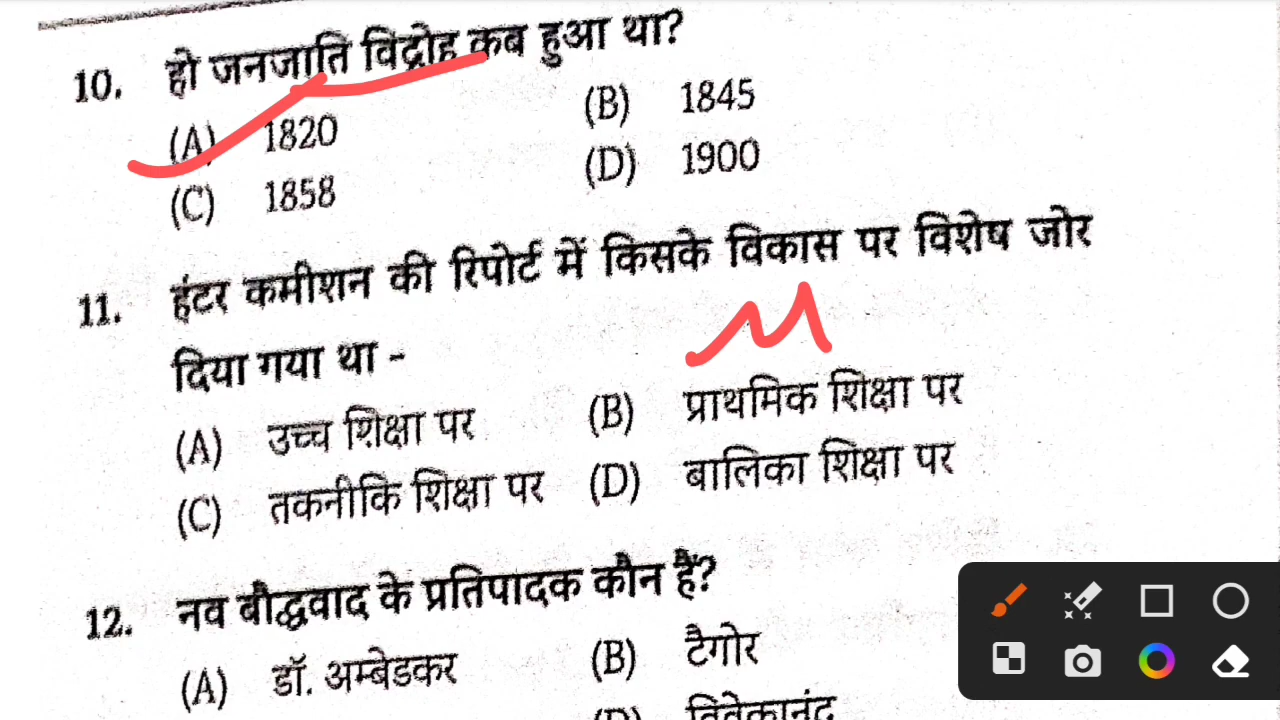 10. हो जनजाति विद्रोह कब हुआ था?
(A) 1820 (B) 1845
(C) 1858 (D) 1900
11. हंटर कमीशन की रिपोर्ट में किसके विकास पर विशेष जोर
दिया गया था -
(A) उच्च शिक्षा पर (B) प्राथमिक शिक्षा पर
(C) तकनीकि शिक्षा पर (D) बालिका शिक्षा पर
12. नव बौद्धवाद के प्रतिपादक कौन हैं?
(A) डॉ. अम्बेडकर (B) टैगोर
(D) विवेकानंद